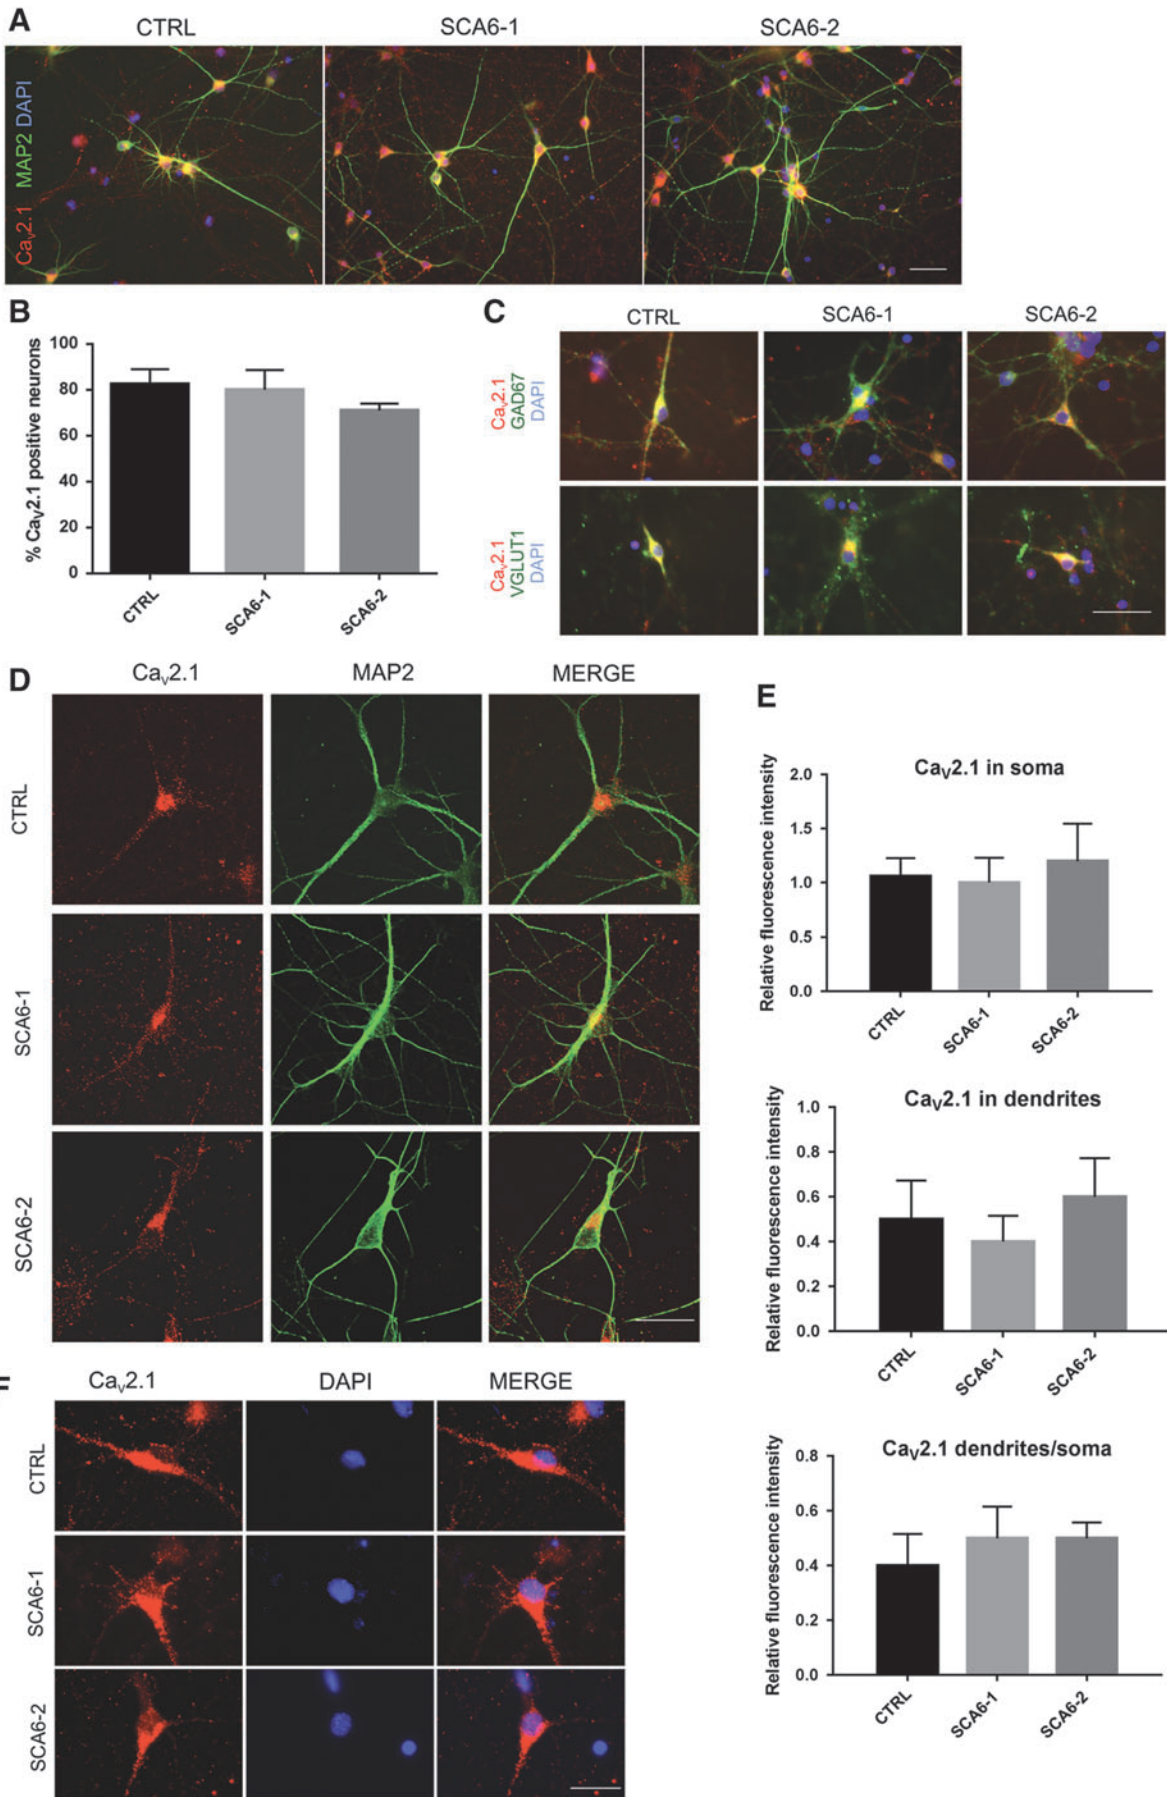 A
CTRL
SCA6-1
SCA6-2
Cav2.1 MAP2 DAPI
B
% Cav2.1 positive neurons
100
80
60
40
20
0
CTRL
SCA6-1
SCA6-2
C
CTRL
SCA6-1
SCA6-2
Cav2.1
GAD67
DAPI
Cav2.1
VGLUT1
DAPI
D
Cav2.1
MAP2
MERGE
CTRL
SCA6-1
SCA6-2
E
Cav2.1 in soma
Relative fluorescence intensity
2.0
1.5
1.0
0.5
0.0
CTRL
SCA6-1
SCA6-2
Cav2.1 in dendrites
Relative fluorescence intensity
1.0
0.8
0.6
0.4
0.2
0.0
CTRL
SCA6-1
SCA6-2
Cav2.1 dendrites/soma
Relative fluorescence intensity
0.8
0.6
0.4
0.2
0.0
CTRL
SCA6-1
SCA6-2
F
Cav2.1
DAPI
MERGE
CTRL
SCA6-1
SCA6-2